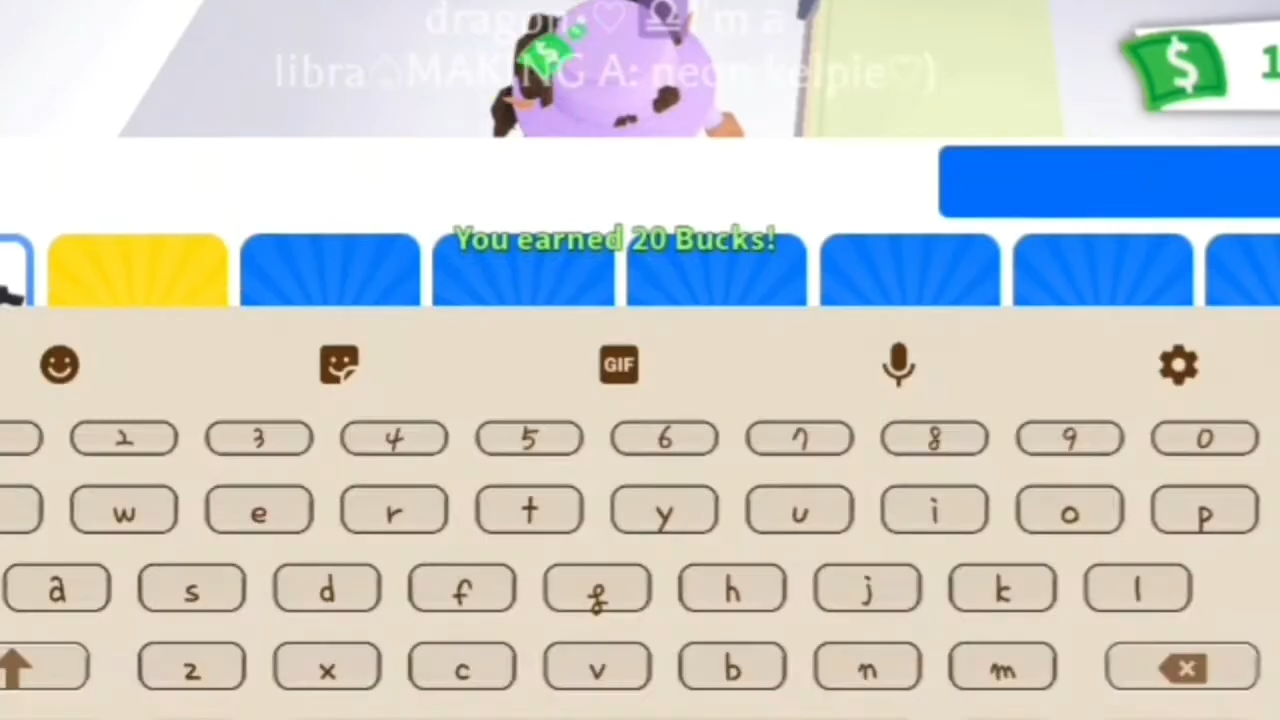 dragon•♡ ♎ I'm a
libra♤MAKING A: neon kelpie♡)
$ 1
$
You earned 20 Bucks!
GIF
2 3 4 5 6 7 8 9 0
w e r t y u i o p
a s d f g h j k l
z x c v b n m